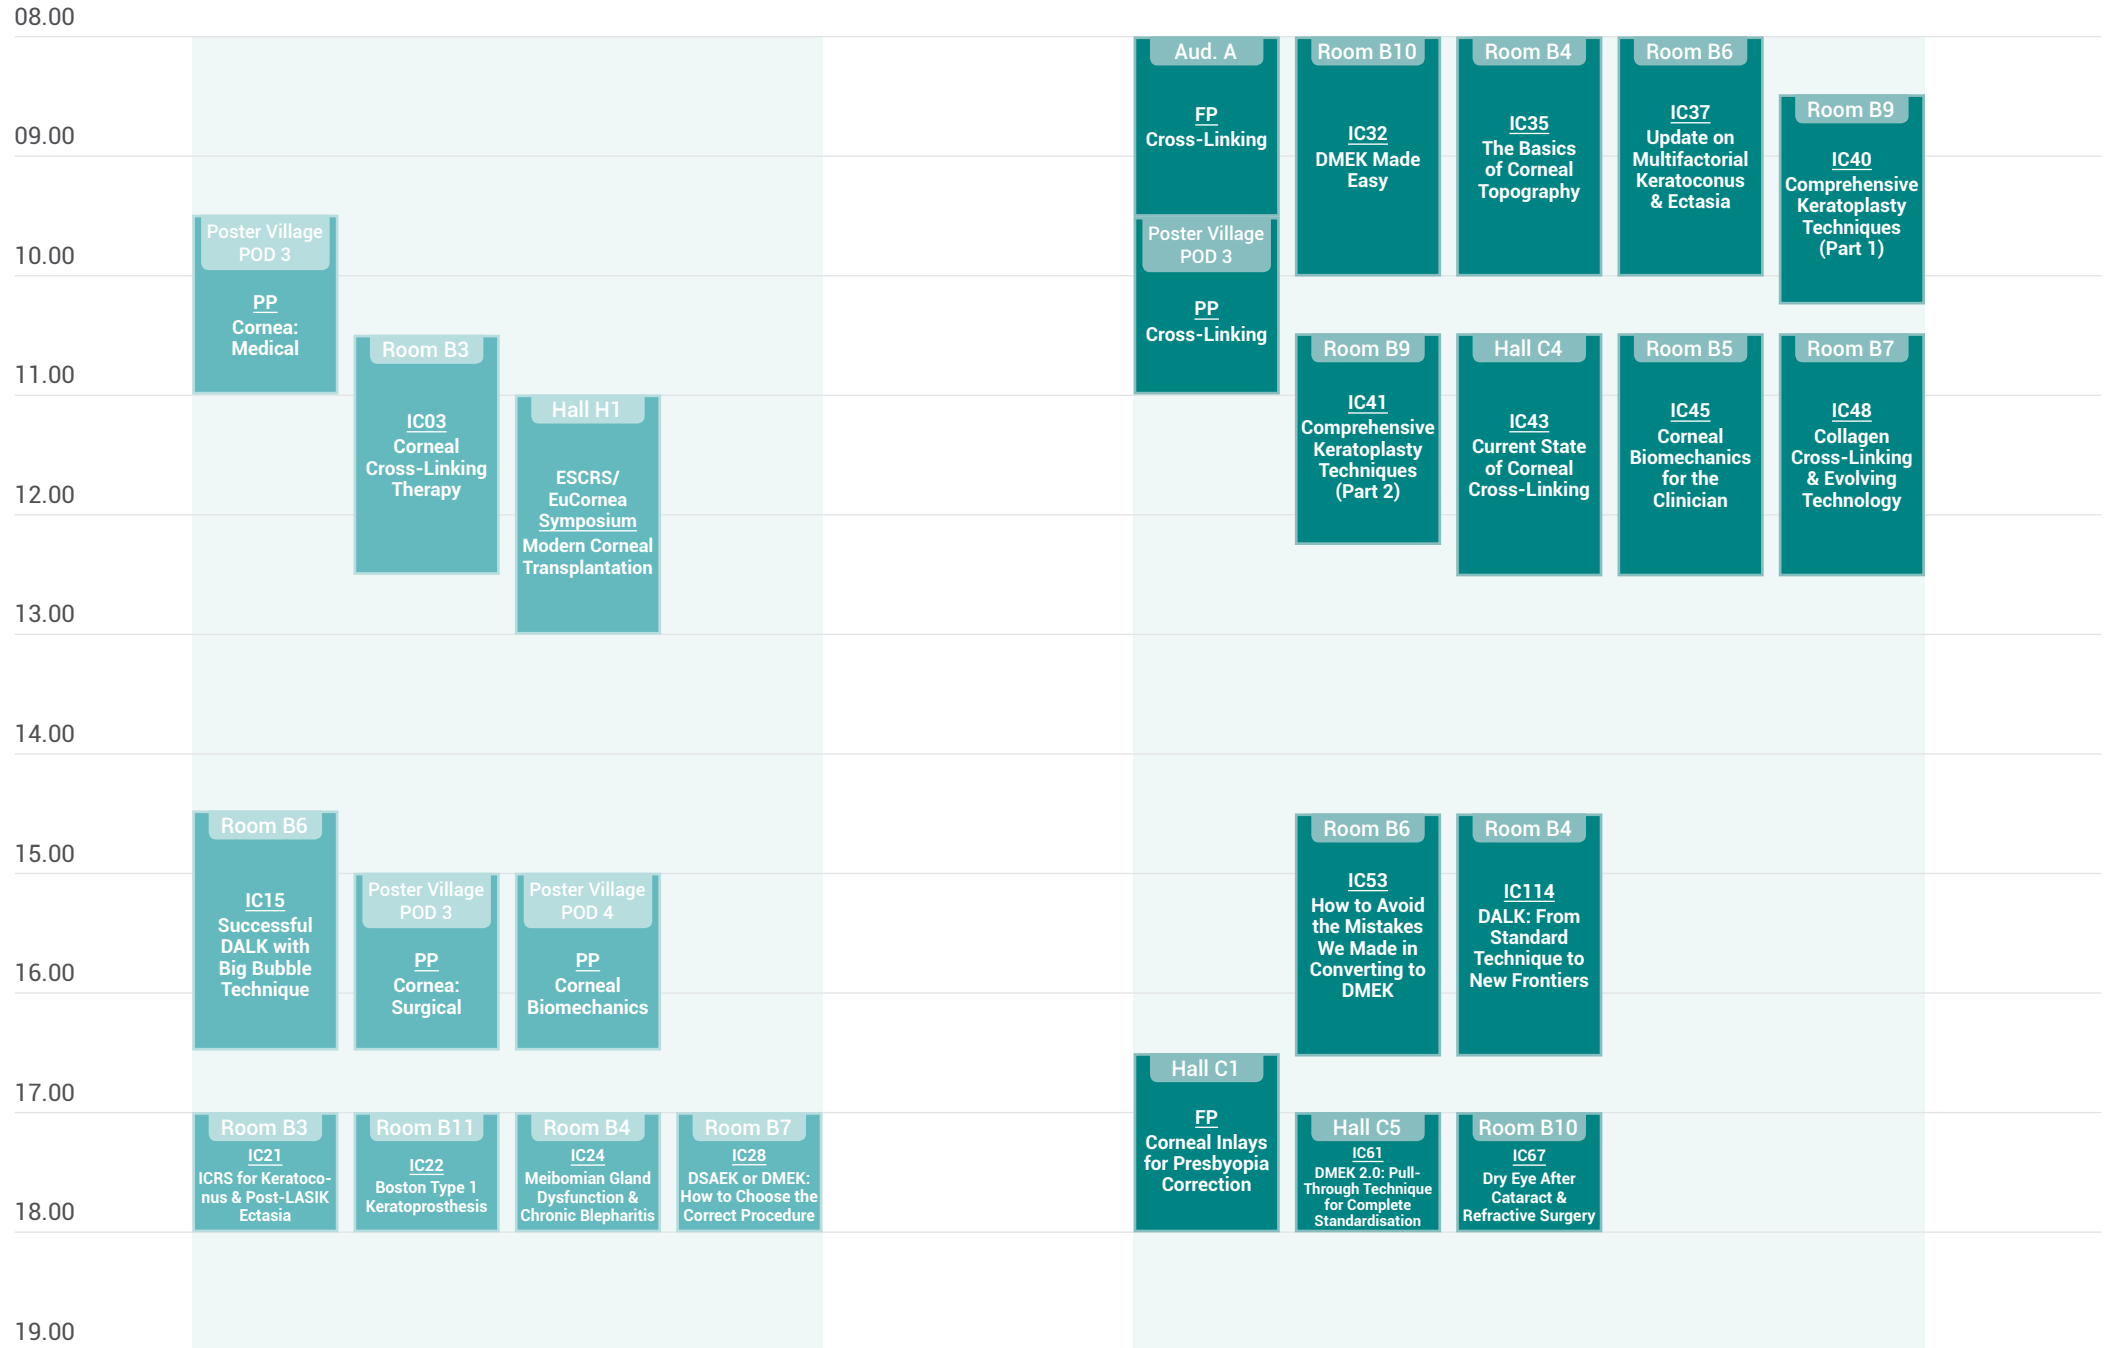 08.00
09.00
10.00
11.00
12.00
13.00
14.00
15.00
16.00
17.00
18.00
19.00
Poster Village
POD 3
PP
Cornea:
Medical
Room B3
IC03
Corneal
Cross-Linking
Therapy
Hall H1
ESCRS/
EuCornea
Symposium
Modern Corneal
Transplantation
Room B6
IC15
Successful
DALK with
Big Bubble
Technique
Poster Village
POD 3
PP
Cornea:
Surgical
Poster Village
POD 4
PP
Corneal
Biomechanics
Room B3
IC21
ICRS for Keratoco-
nus & Post-LASIK
Ectasia
Room B11
IC22
Boston Type 1
Keratoprosthesis
Room B4
IC24
Meibomian Gland
Dysfunction &
Chronic Blepharitis
Room B7
IC28
DSAEK or DMEK:
How to Choose the
Correct Procedure
Aud. A
FP
Cross-Linking
Room B10
IC32
DMEK Made
Easy
Room B4
IC35
The Basics
of Corneal
Topography
Room B6
IC37
Update on
Multifactorial
Keratoconus
& Ectasia
Room B9
IC40
Comprehensive
Keratoplasty
Techniques
(Part 1)
Poster Village
POD 3
PP
Cross-Linking
Room B9
IC41
Comprehensive
Keratoplasty
Techniques
(Part 2)
Hall C4
IC43
Current State
of Corneal
Cross-Linking
Room B5
IC45
Corneal
Biomechanics
for the
Clinician
Room B7
IC48
Collagen
Cross-Linking
& Evolving
Technology
Room B6
IC53
How to Avoid
the Mistakes
We Made in
Converting to
DMEK
Room B4
IC114
DALK: From
Standard
Technique to
New Frontiers
Hall C1
FP
Corneal Inlays
for Presbyopia
Correction
Hall C5
IC61
DMEK 2.0: Pull-
Through Technique
for Complete
Standardisation
Room B10
IC67
Dry Eye After
Cataract &
Refractive Surgery